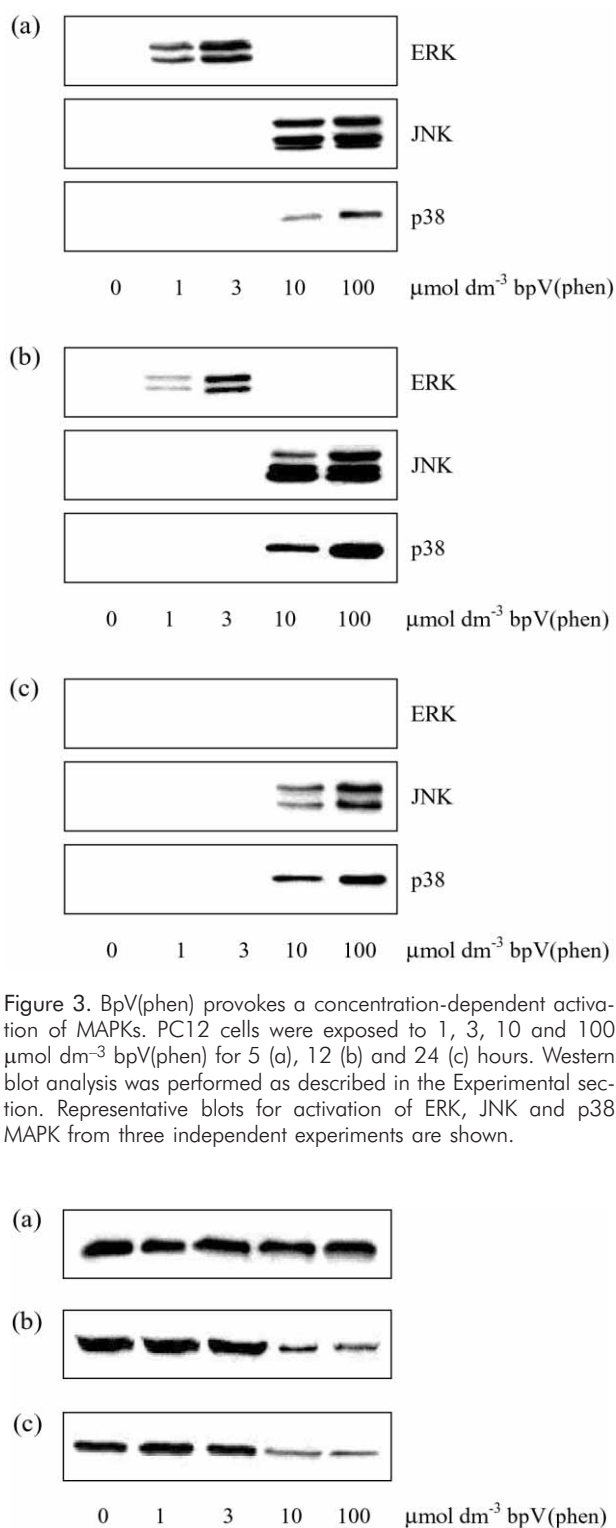 (a)
ERK
JNK
p38
0 1 3 10 100 μmol dm-3 bpV(phen)
(b)
ERK
JNK
p38
0 1 3 10 100 μmol dm-3 bpV(phen)
(c)
ERK
JNK
p38
0 1 3 10 100 μmol dm-3 bpV(phen)
Figure 3. BpV(phen) provokes a concentration-dependent activa-
tion of MAPKs. PC12 cells were exposed to 1, 3, 10 and 100
μmol dm–3 bpV(phen) for 5 (a), 12 (b) and 24 (c) hours. Western
blot analysis was performed as described in the Experimental sec-
tion. Representative blots for activation of ERK, JNK and p38
MAPK from three independent experiments are shown.
(a)
(b)
(c)
0 1 3 10 100 μmol dm-3 bpV(phen)